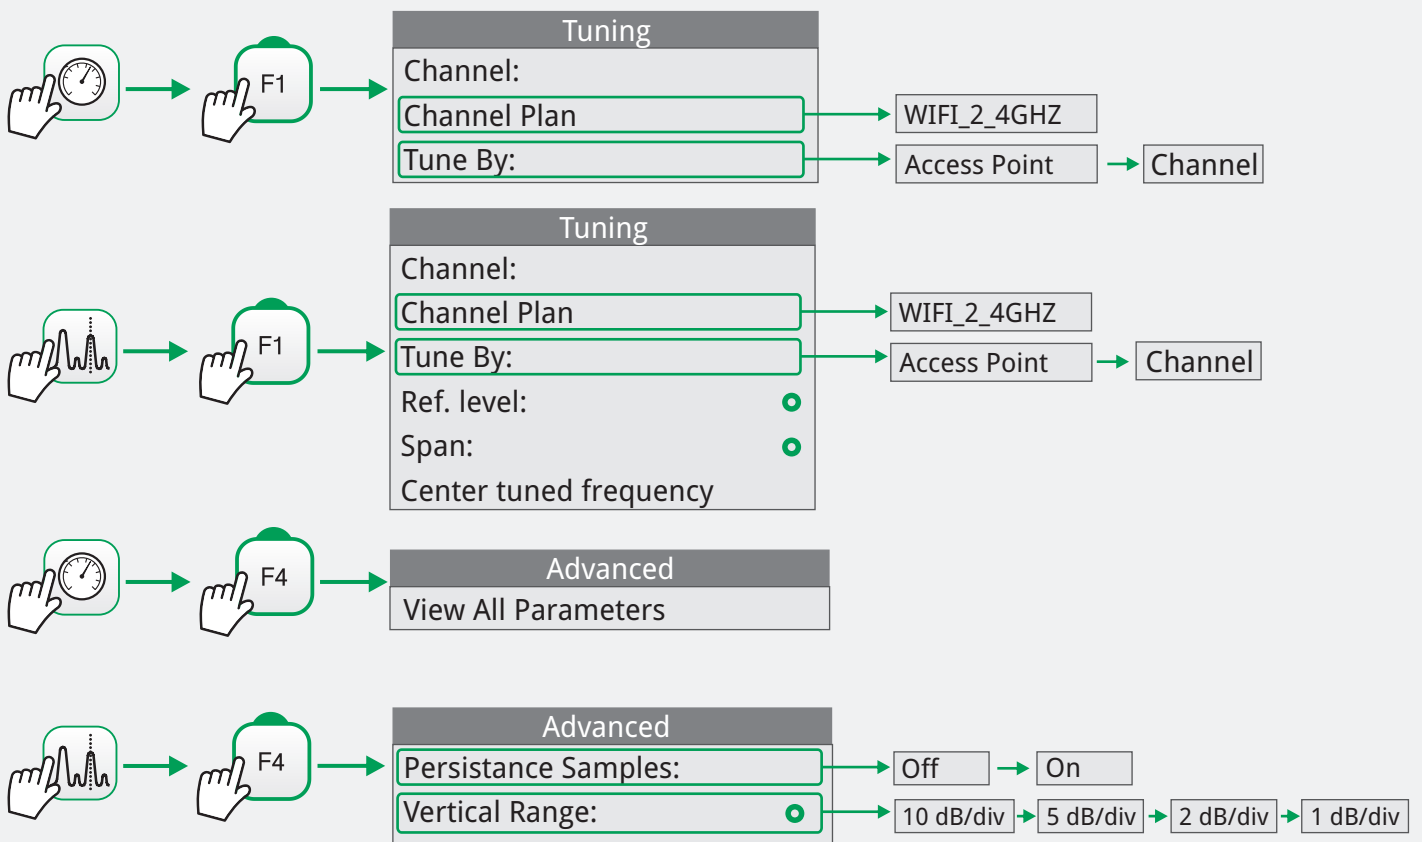 Tuning
F1
Channel:
Channel Plan
WIFI_2_4GHZ
Tune By:
Access Point
Channel
Tuning
F1
Channel:
Channel Plan
WIFI_2_4GHZ
Tune By:
Access Point
Channel
Ref. level:
Span:
Center tuned frequency
F4
Advanced
View All Parameters
F4
Advanced
Persistance Samples:
Off
On
Vertical Range:
10 dB/div
5 dB/div
2 dB/div
1 dB/div